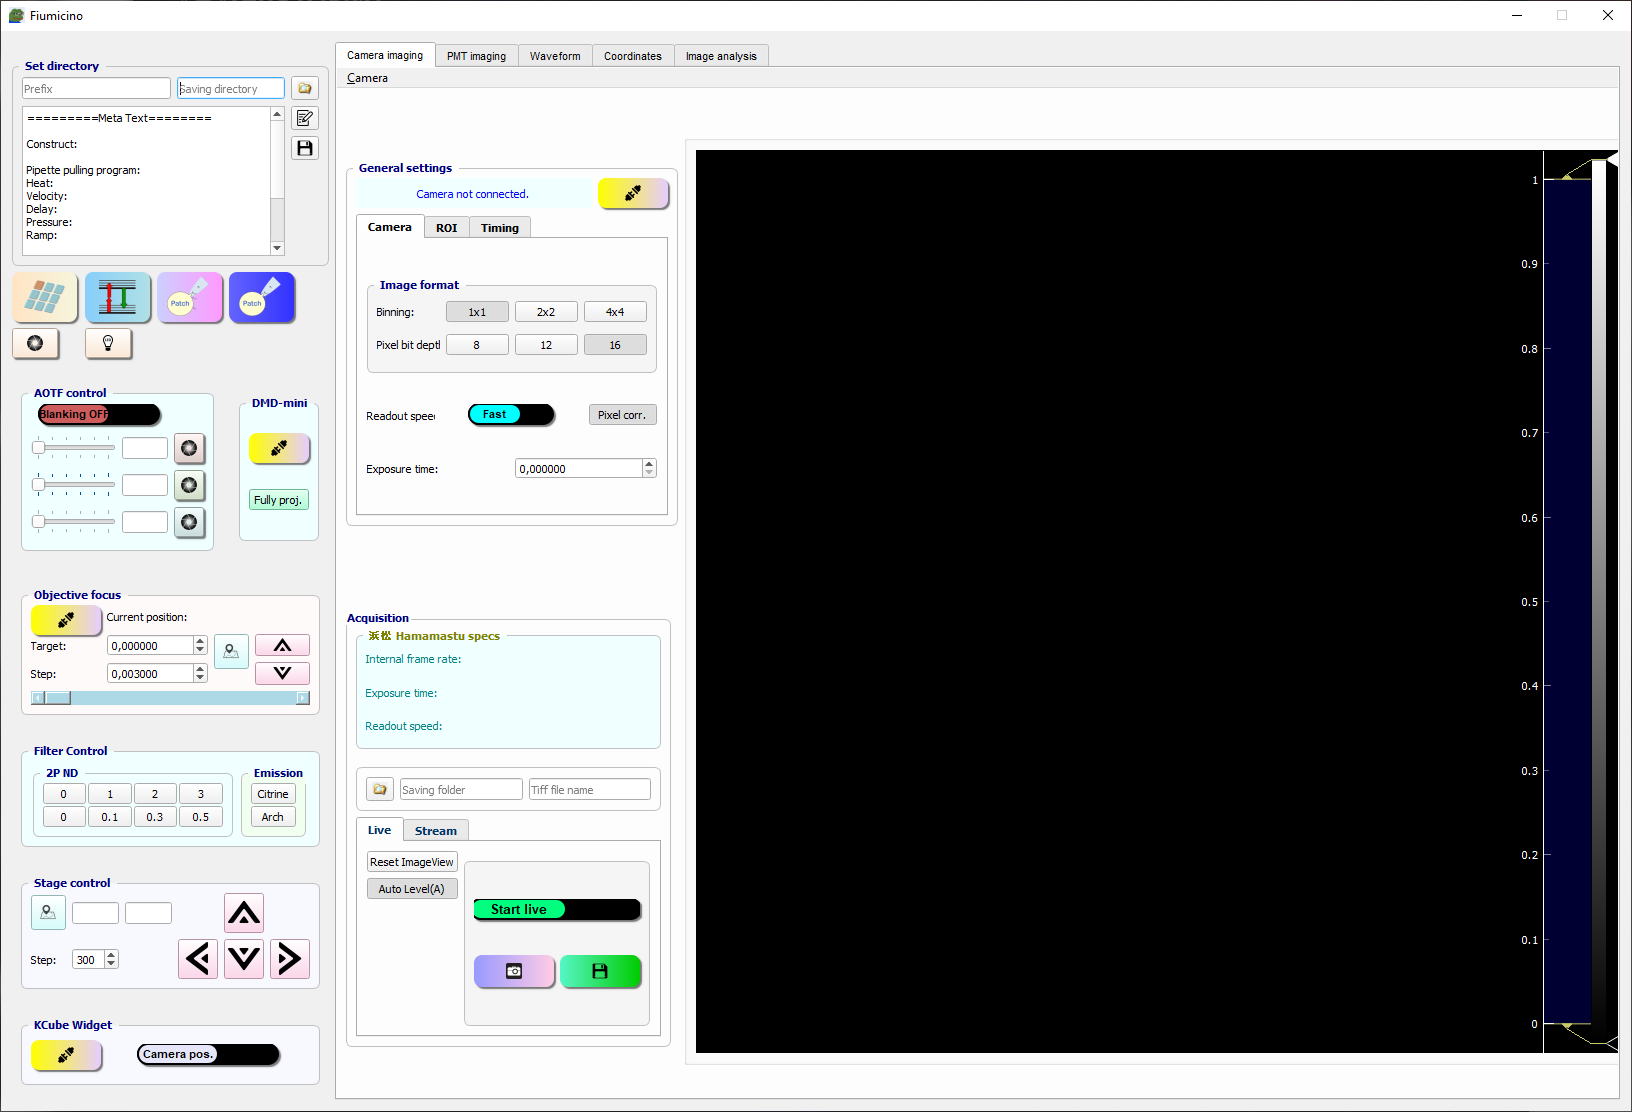 Fiumicino
Set directory
Prefix
Saving directory
=========Meta Text========
Construct:
Pipette pulling program:
Heat:
Velocity:
Delay:
Pressure:
Ramp:
Patch
Patch
AOTF control
Blanking OFF
DMD-mini
Fully proj.
Objective focus
Current position:
Target:
0,000000
Step:
0,003000
Filter Control
2P ND
0 1 2 3
0 0.1 0.3 0.5
Emission
Citrine
Arch
Stage control
Step:
300
KCube Widget
Camera pos.
Camera imaging
PMT imaging
Waveform
Coordinates
Image analysis
Camera
General settings
Camera not connected.
Camera
ROI
Timing
Image format
Binning:
1x1
2x2
4x4
Pixel bit dept
8
12
16
Readout speed
Fast
Pixel corr.
Exposure time:
0,000000
Acquisition
浜松 Hamamastu specs
Internal frame rate:
Exposure time:
Readout speed:
Saving folder
Tiff file name
Live
Stream
Reset ImageView
Auto Level(A)
Start live
1
0.9
0.8
0.7
0.6
0.5
0.4
0.3
0.2
0.1
0